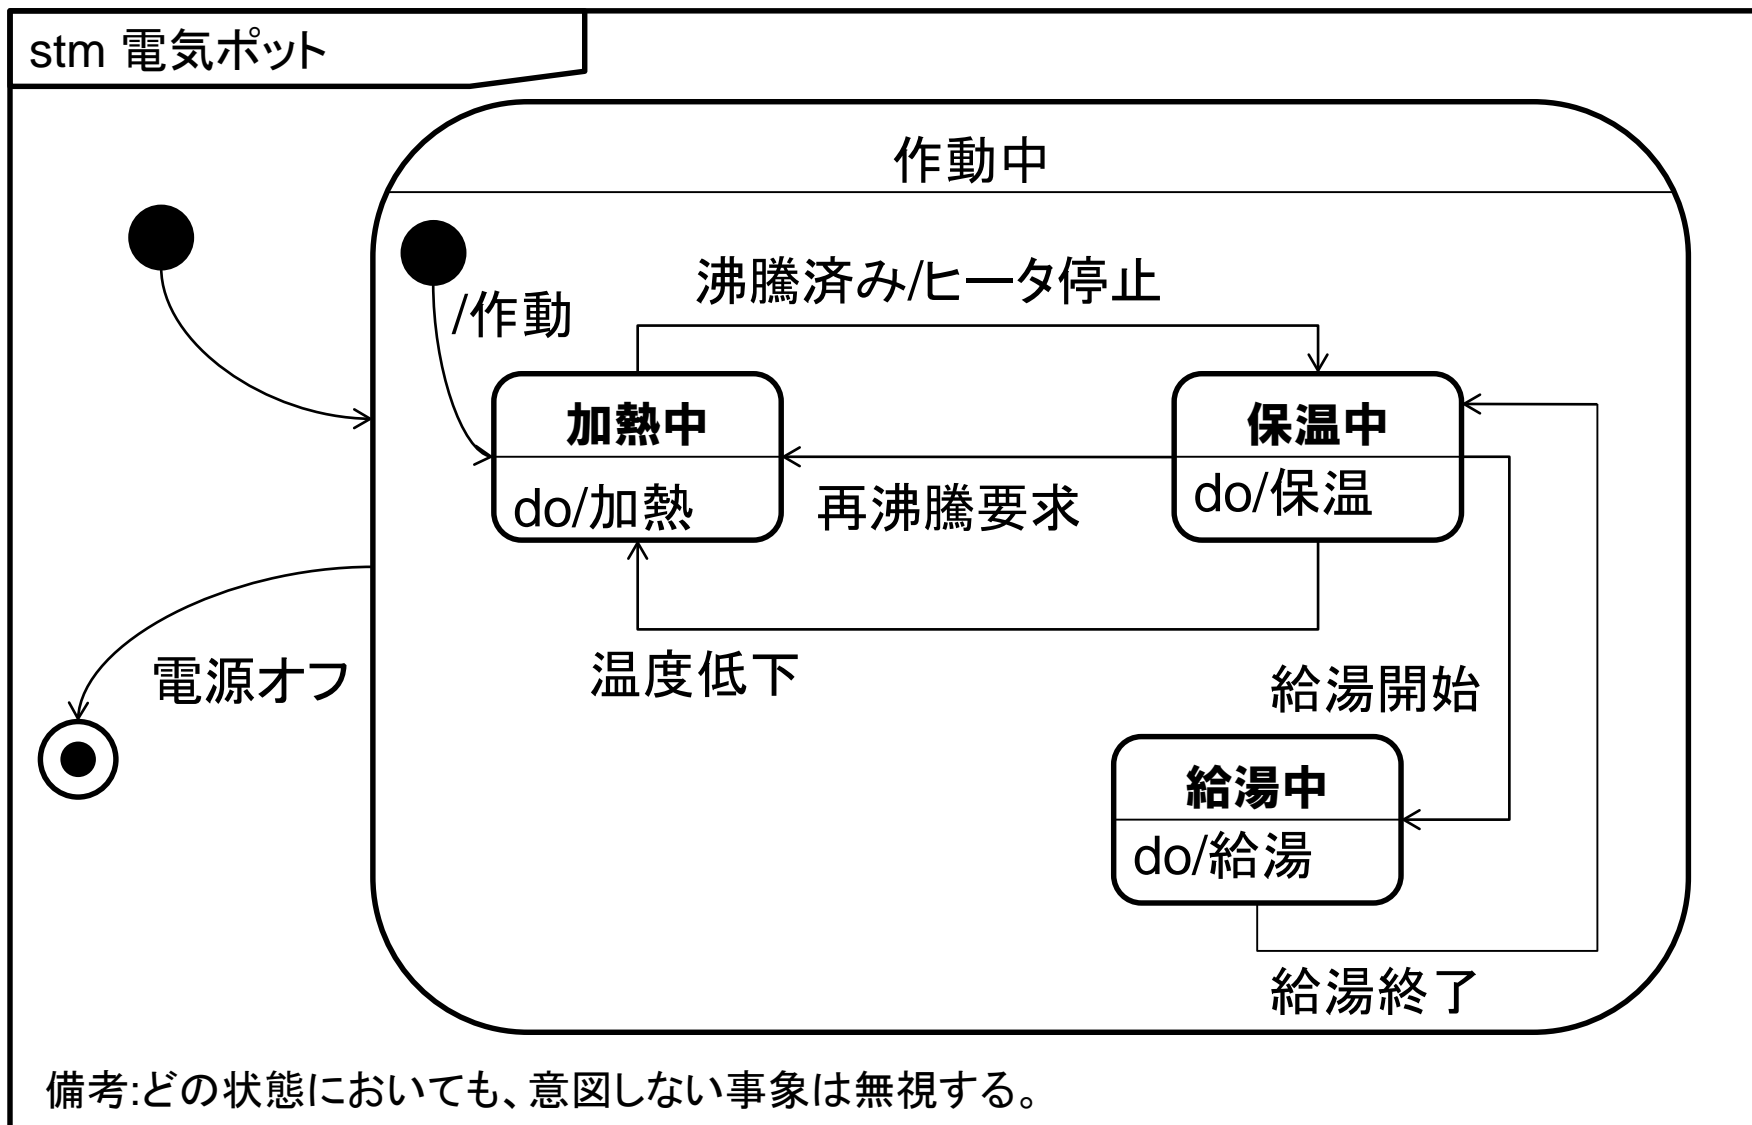 stm 電気ポット
作動中
沸騰済み/ヒータ停止
/作動
加熱中
保温中
do/加熱
再沸騰要求
do/保温
温度低下
電源オフ
給湯開始
給湯中
do/給湯
給湯終了
備考:どの状態においても、意図しない事象は無視する。